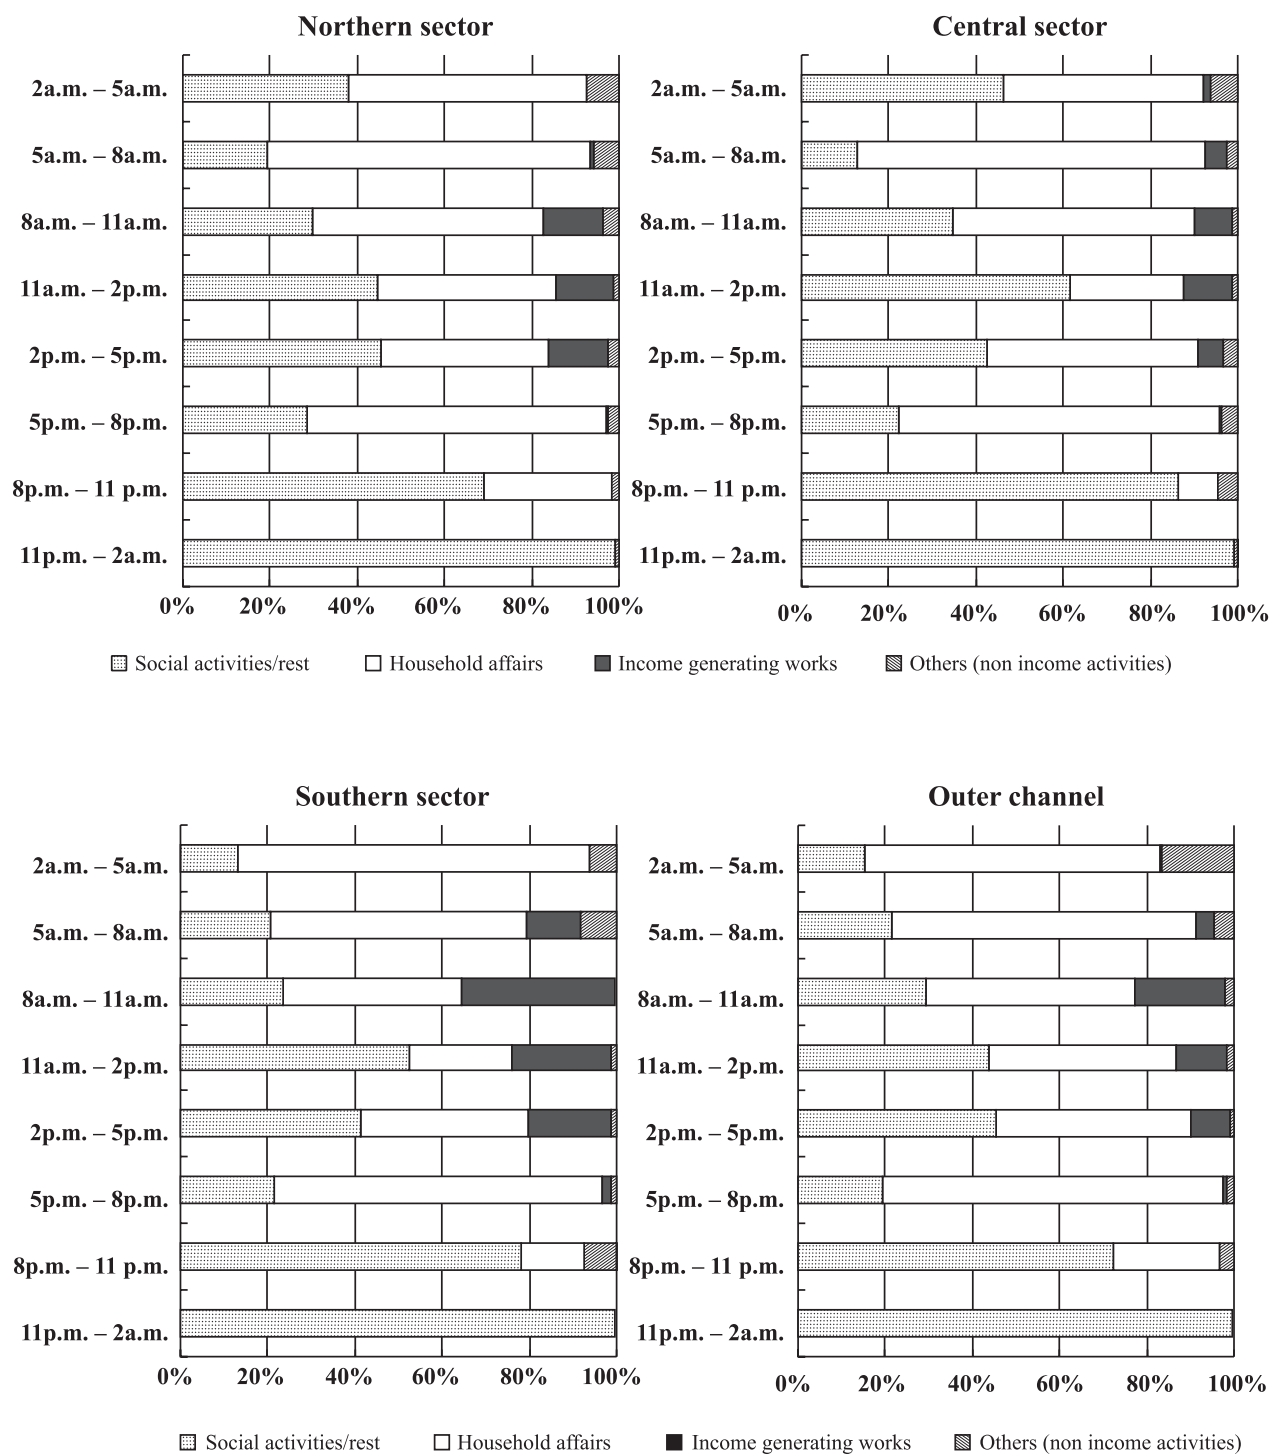 Northern sector
2a.m. – 5a.m.
5a.m. – 8a.m.
8a.m. – 11a.m.
11a.m. – 2p.m.
2p.m. – 5p.m.
5p.m. – 8p.m.
8p.m. – 11 p.m.
11p.m. – 2a.m.
0% 20% 40% 60% 80% 100%
Central sector
2a.m. – 5a.m.
5a.m. – 8a.m.
8a.m. – 11a.m.
11a.m. – 2p.m.
2p.m. – 5p.m.
5p.m. – 8p.m.
8p.m. – 11 p.m.
11p.m. – 2a.m.
0% 20% 40% 60% 80% 100%
Social activities/rest Household affairs Income generating works Others (non income activities)
Southern sector
2a.m. – 5a.m.
5a.m. – 8a.m.
8a.m. – 11a.m.
11a.m. – 2p.m.
2p.m. – 5p.m.
5p.m. – 8p.m.
8p.m. – 11 p.m.
11p.m. – 2a.m.
0% 20% 40% 60% 80% 100%
Outer channel
2a.m. – 5a.m.
5a.m. – 8a.m.
8a.m. – 11a.m.
11a.m. – 2p.m.
2p.m. – 5p.m.
5p.m. – 8p.m.
8p.m. – 11 p.m.
11p.m. – 2a.m.
0% 20% 40% 60% 80% 100%
Social activities/rest Household affairs Income generating works Others (non income activities)